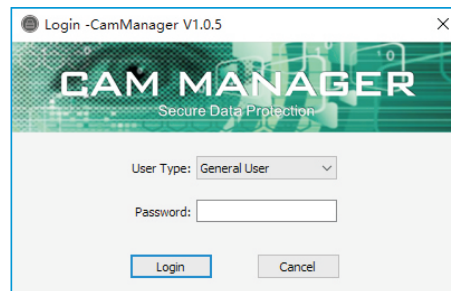 Login -CamManager V1.0.5
CAM MANAGER
Secure Data Protection
User Type: General User
Password:
Login Cancel